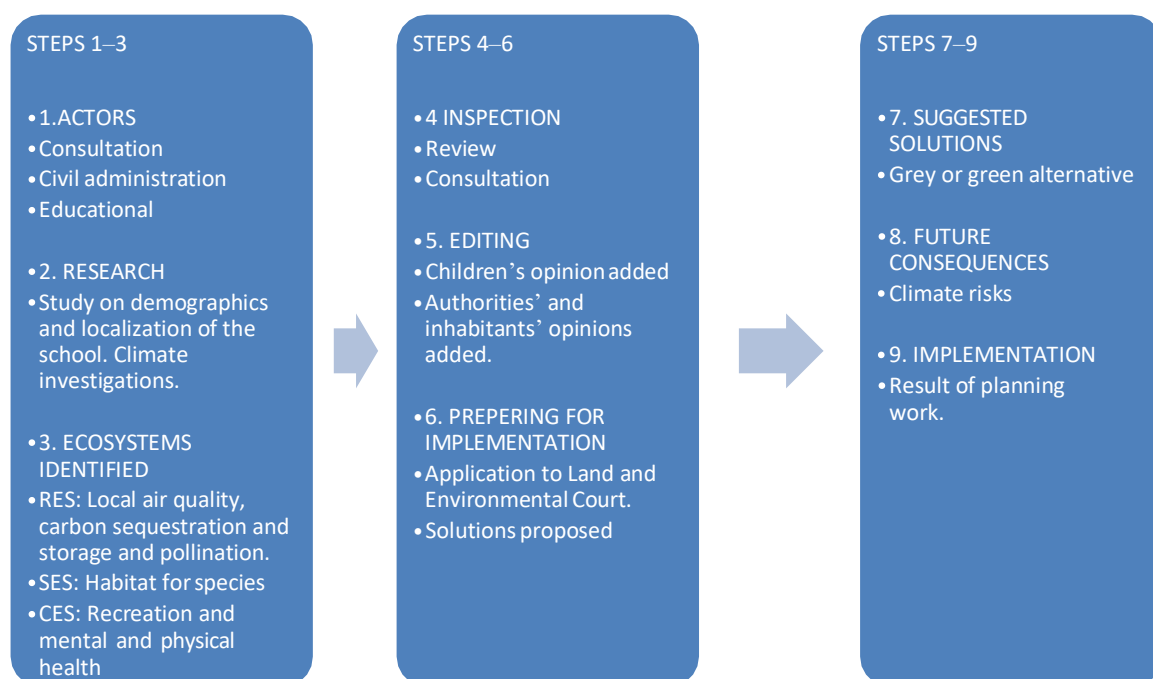 STEPS 1–3
•1.ACTORS
•Consultation
•Civil administration
•Educational
•2. RESEARCH
•Study on demographics
and localization of the
school. Climate
investigations.
•3. ECOSYSTEMS
IDENTIFIED
•RES: Local air quality,
carbon sequestration and
storage and pollination.
•SES: Habitat for species
•CES: Recreation and
mental and physical
health
STEPS 4–6
•4 INSPECTION
•Review
Consultation
•5. EDITING
•Children’s opinion added
•Authorities’ and
inhabitants’ opinions
added.
•6. PREPERING FOR
IMPLEMENTATION
•Application to Land and
Environmental Court.
•Solutions proposed
STEPS 7–9
•7. SUGGESTED
SOLUTIONS
•Grey or green alternative
•8. FUTURE
CONSEQUENCES
•Climate risks
•9. IMPLEMENTATION
•Result of planning
work.